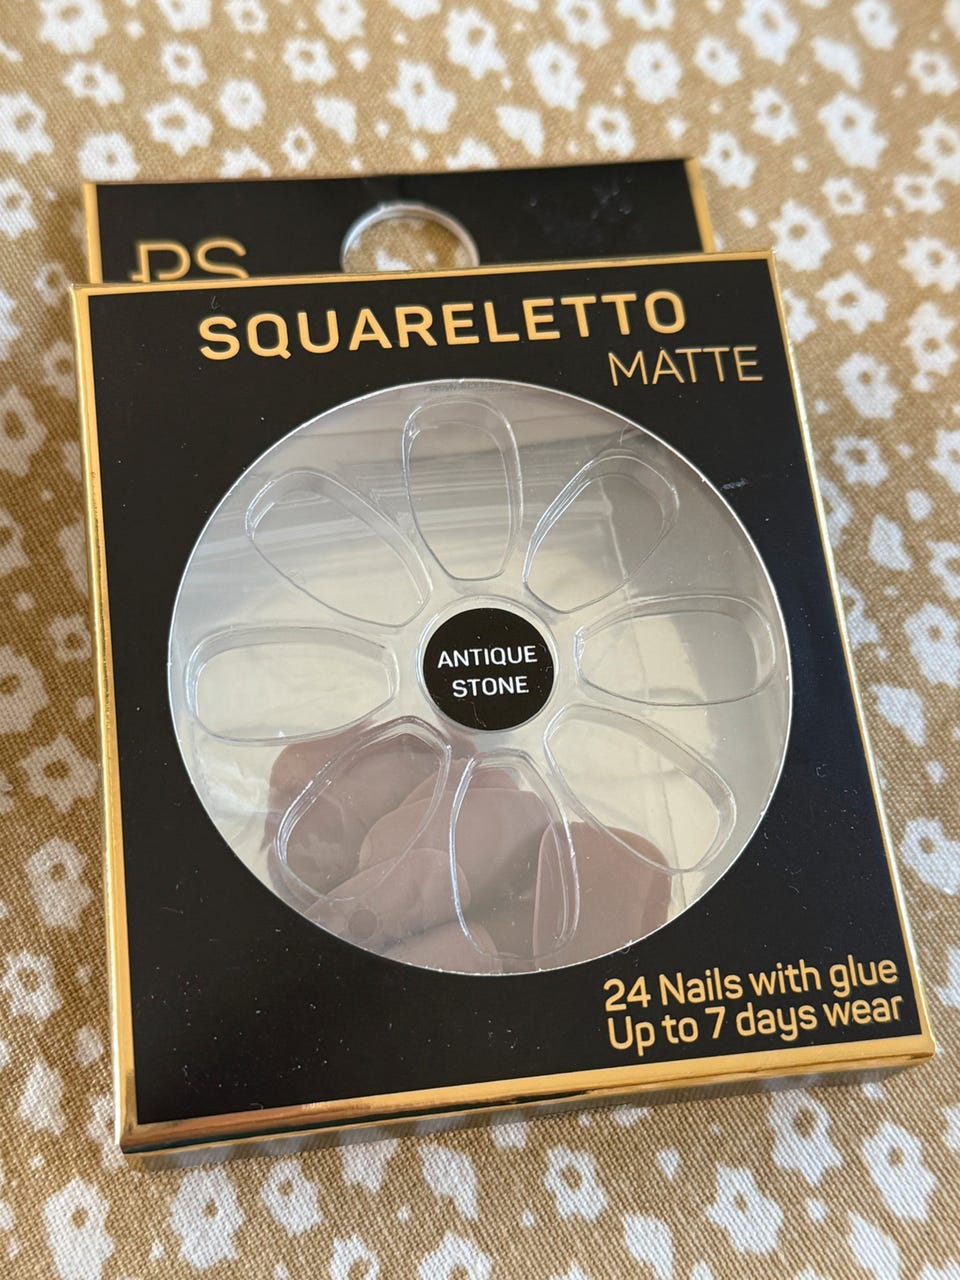 PS
SQUARELETTO
MATTE
ANTIQUE
STONE
24 Nails with glue
Up to 7 days wear